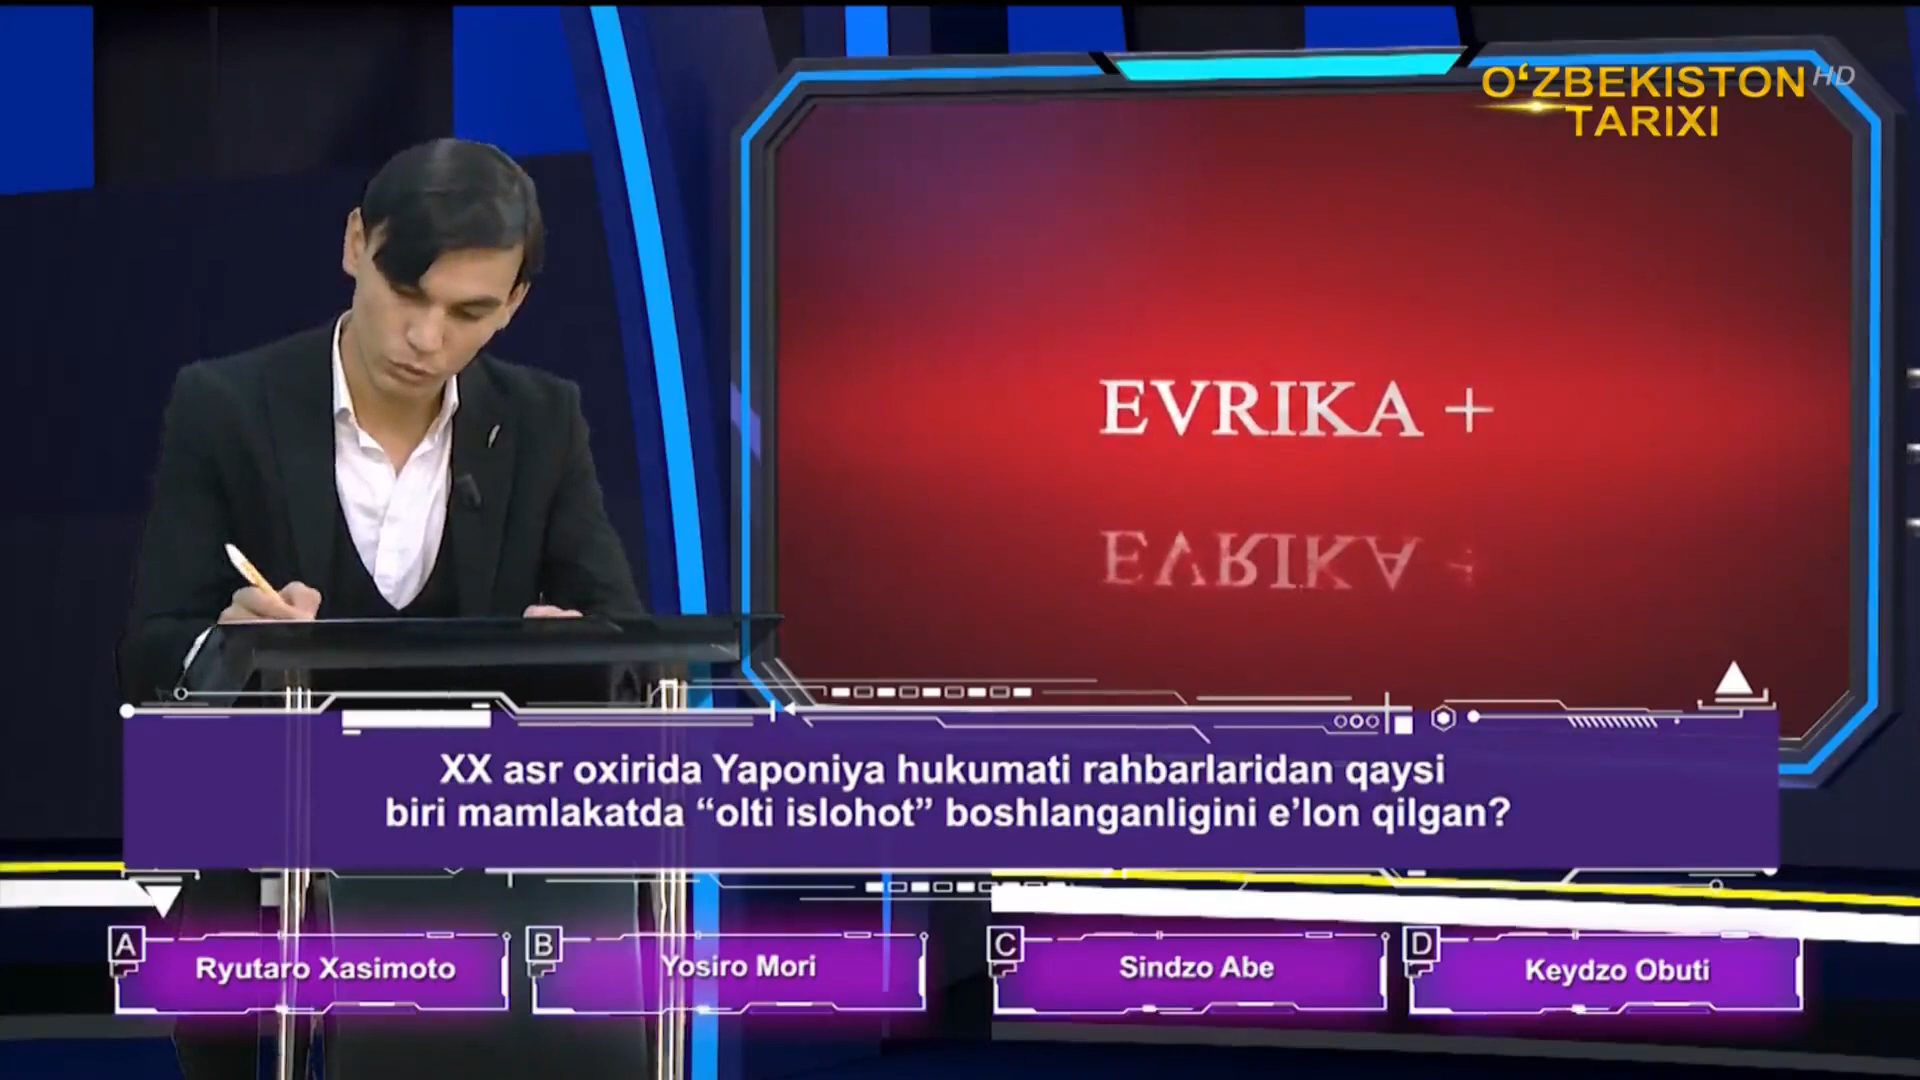 O‘ZBEKISTON HD
TARIXI
EVRIKA +
EVRIKA +
XX asr oxirida Yaponiya hukumati rahbarlaridan qaysi
biri mamlakatda “olti islohot” boshlanganligini e’lon qilgan?
A Ryutaro Xasimoto
B Yosiro Mori
C Sindzo Abe
D Keydzo Obuti